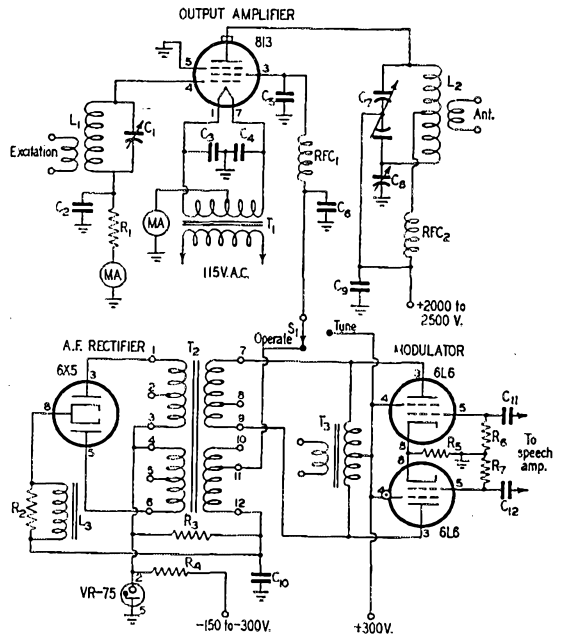 OUTPUT AMPLIFIER
813
5
4
3
1
7
L1
C1
Excitation
C2
R1
MA
C3
C4
MA
T1
115V. A.C.
C5
RFC1
C6
C7
L2
Ant.
C8
RFC2
C9
+2000 to
2500 V.
S1
Operate
Tune
A.F. RECTIFIER
6X5
3
8
5
R2
L3
1
2
3
4
5
6
T2
7
8
9
10
11
12
R3
R4
C10
VR-75
2
5
-150 to -300V.
MODULATOR
6L6
3
4
5
8
C11
R5
R6
R7
To
speech
amp.
T3
8
4
5
3
C12
6L6
+300V.